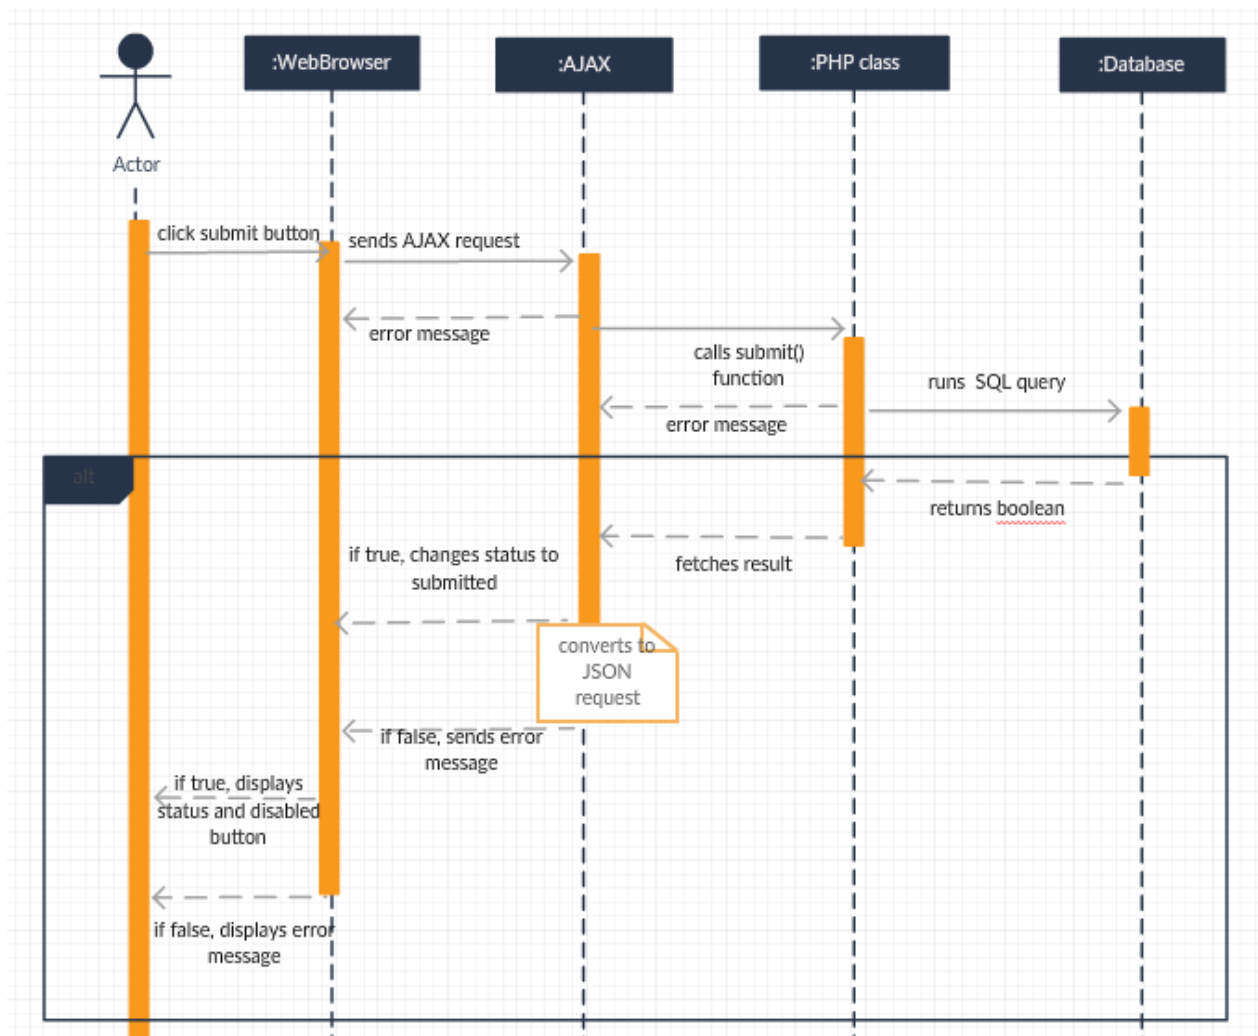 :WebBrowser
:AJAX
:PHP class
:Database
Actor
click submit button
sends AJAX request
error message
calls submit()
function
runs  SQL query
error message
alt
returns boolean
if true, changes status to
submitted
fetches result
converts to
JSON
request
if false, sends error
message
if true, displays
status and disabled
button
if false, displays error
message